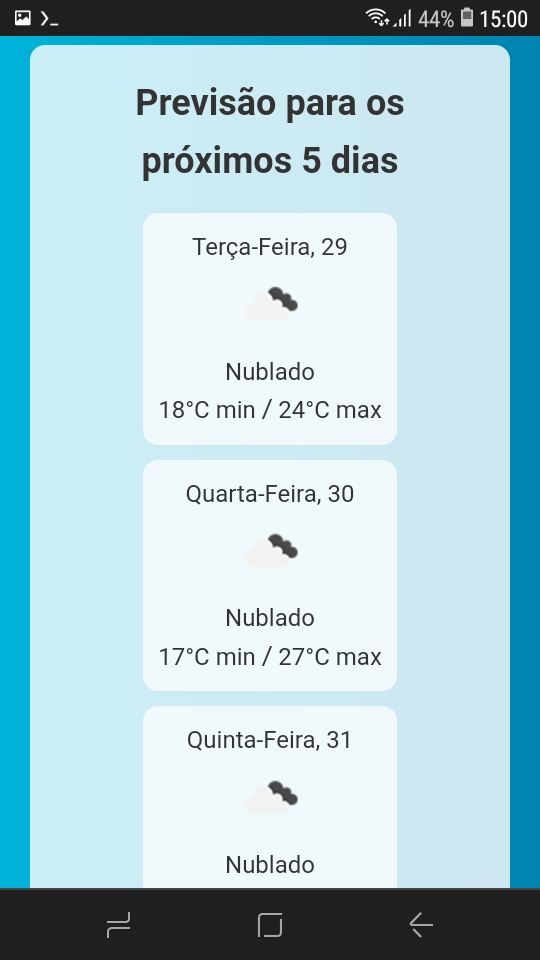 44% 15:00
Previsão para os
próximos 5 dias
Terça-Feira, 29
Nublado
18°C min / 24°C max
Quarta-Feira, 30
Nublado
17°C min / 27°C max
Quinta-Feira, 31
Nublado